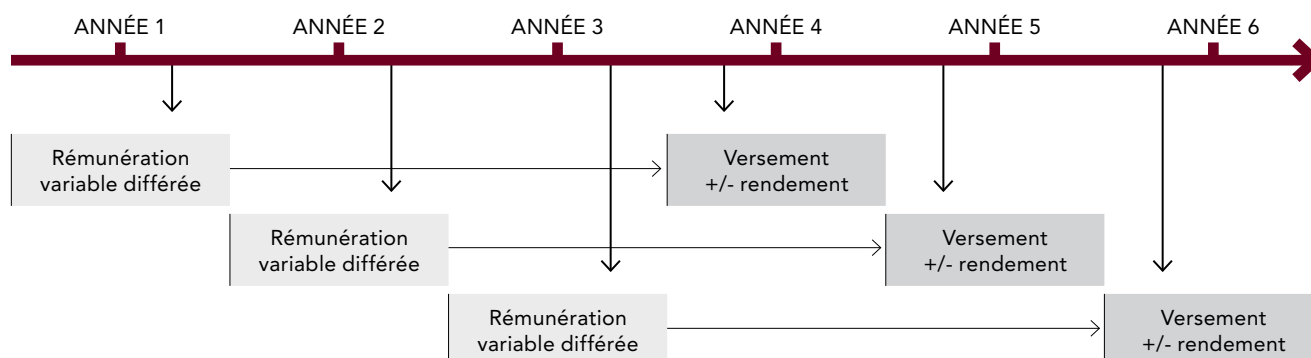 ANNÉE 1
ANNÉE 2
ANNÉE 3
ANNÉE 4
ANNÉE 5
ANNÉE 6
Rémunération
variable différée
Versement
+/- rendement
Rémunération
variable différée
Versement
+/- rendement
Rémunération
variable différée
Versement
+/- rendement